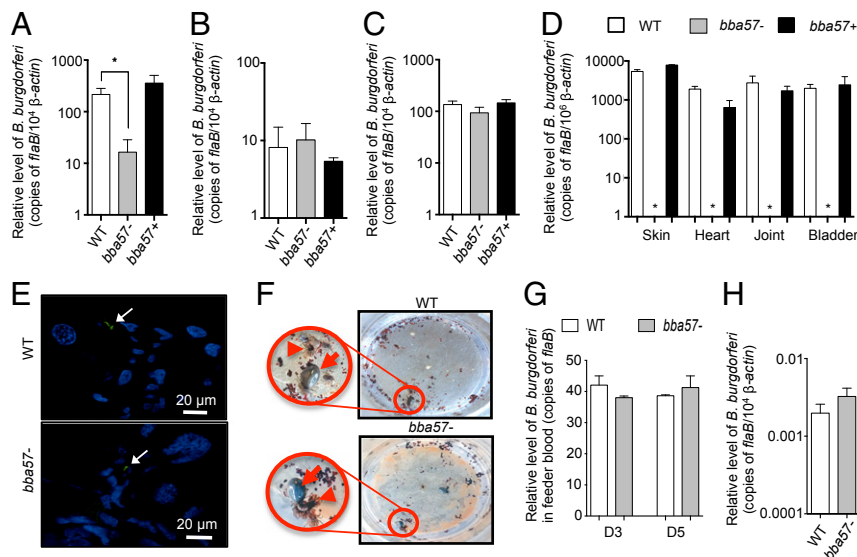 A
Relative level of B. burgdorferi
(copies of flaB/10⁴ β-actin)
1000
100
10
1
*
WT
bba57-
bba57+
B
Relative level of B. burgdorferi
(copies of flaB/10⁴ β-actin)
100
10
1
WT
bba57-
bba57+
C
Relative level of B. burgdorferi
(copies of flaB/10⁴ β-actin)
1000
100
10
1
WT
bba57-
bba57+
D
WT
bba57-
bba57+
Relative level of B. burgdorferi
(copies of flaB/10⁶ β-actin)
10000
1000
100
10
1
*
*
*
*
Skin
Heart
Joint
Bladder
E
WT
20 μm
bba57-
20 μm
F
WT
bba57-
G
WT
bba57-
Relative level of B. burgdorferi
in feeder blood (copies of flaB)
60
40
20
0
D3
D5
H
Relative level of B. burgdorferi
(copies of flaB/10⁴ β-actin)
0.01
0.001
0.0001
WT
bba57-